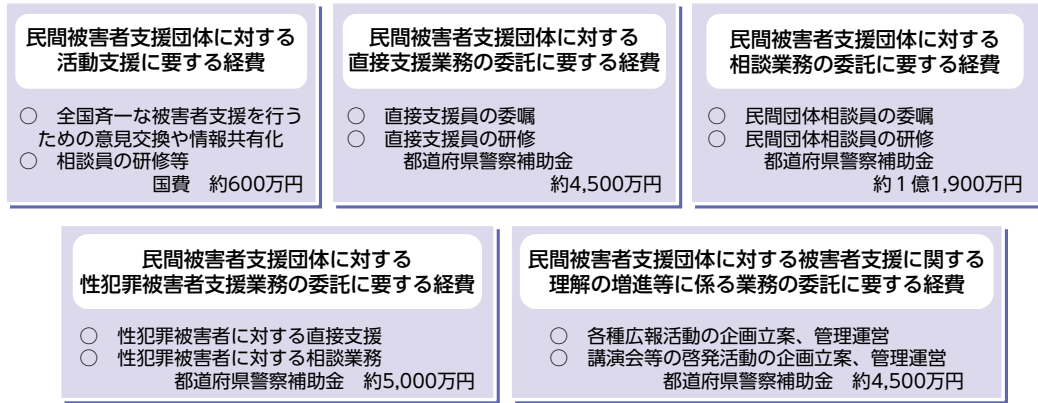 民間被害者支援団体に対する
活動支援に要する経費
○　全国斉一な被害者支援を行う
ための意見交換や情報共有化
○　相談員の研修等
国費　約600万円
民間被害者支援団体に対する
直接支援業務の委託に要する経費
○　直接支援員の委嘱
○　直接支援員の研修
都道府県警察補助金
約4,500万円
民間被害者支援団体に対する
相談業務の委託に要する経費
○　民間団体相談員の委嘱
○　民間団体相談員の研修
都道府県警察補助金
約１億1,900万円
民間被害者支援団体に対する
性犯罪被害者支援業務の委託に要する経費
○　性犯罪被害者に対する直接支援
○　性犯罪被害者に対する相談業務
都道府県警察補助金　約5,000万円
民間被害者支援団体に対する被害者支援に関する
理解の増進等に係る業務の委託に要する経費
○　各種広報活動の企画立案、管理運営
○　講演会等の啓発活動の企画立案、管理運営
都道府県警察補助金　約4,500万円